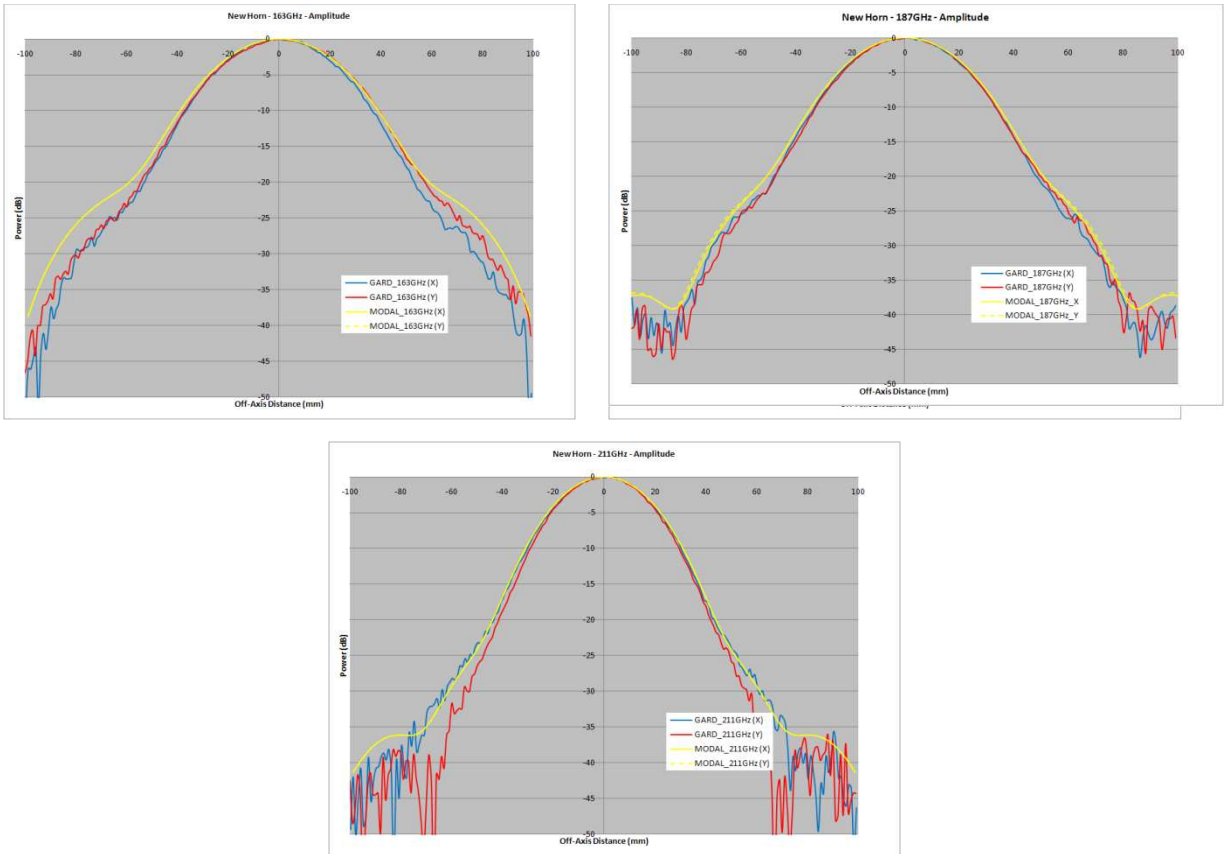 New Horn - 163GHz - Amplitude
-100 -80 -60 -40 -20 0 20 40 60 80 100
0
-5
-10
-15
-20
-25
-30
-35
-40
-45
-50
Power (dB)
GARD_163GHz (X)
GARD_163GHz (Y)
MODAL_163GHz (X)
MODAL_163GHz (Y)
Off-Axis Distance (mm)
New Horn - 187GHz - Amplitude
-100 -80 -60 -40 -20 0 20 40 60 80 100
0
-5
-10
-15
-20
-25
-30
-35
-40
-45
-50
Power (dB)
GARD_187GHz (X)
GARD_187GHz (Y)
MODAL_187GHz_X
MODAL_187GHz_Y
Off-Axis Distance (mm)
New Horn - 211GHz - Amplitude
-100 -80 -60 -40 -20 0 20 40 60 80 100
0
-5
-10
-15
-20
-25
-30
-35
-40
-45
-50
Power (dB)
GARD_211GHz (X)
GARD_211GHz (Y)
MODAL_211GHz (X)
MODAL_211GHz (Y)
Off-Axis Distance (mm)